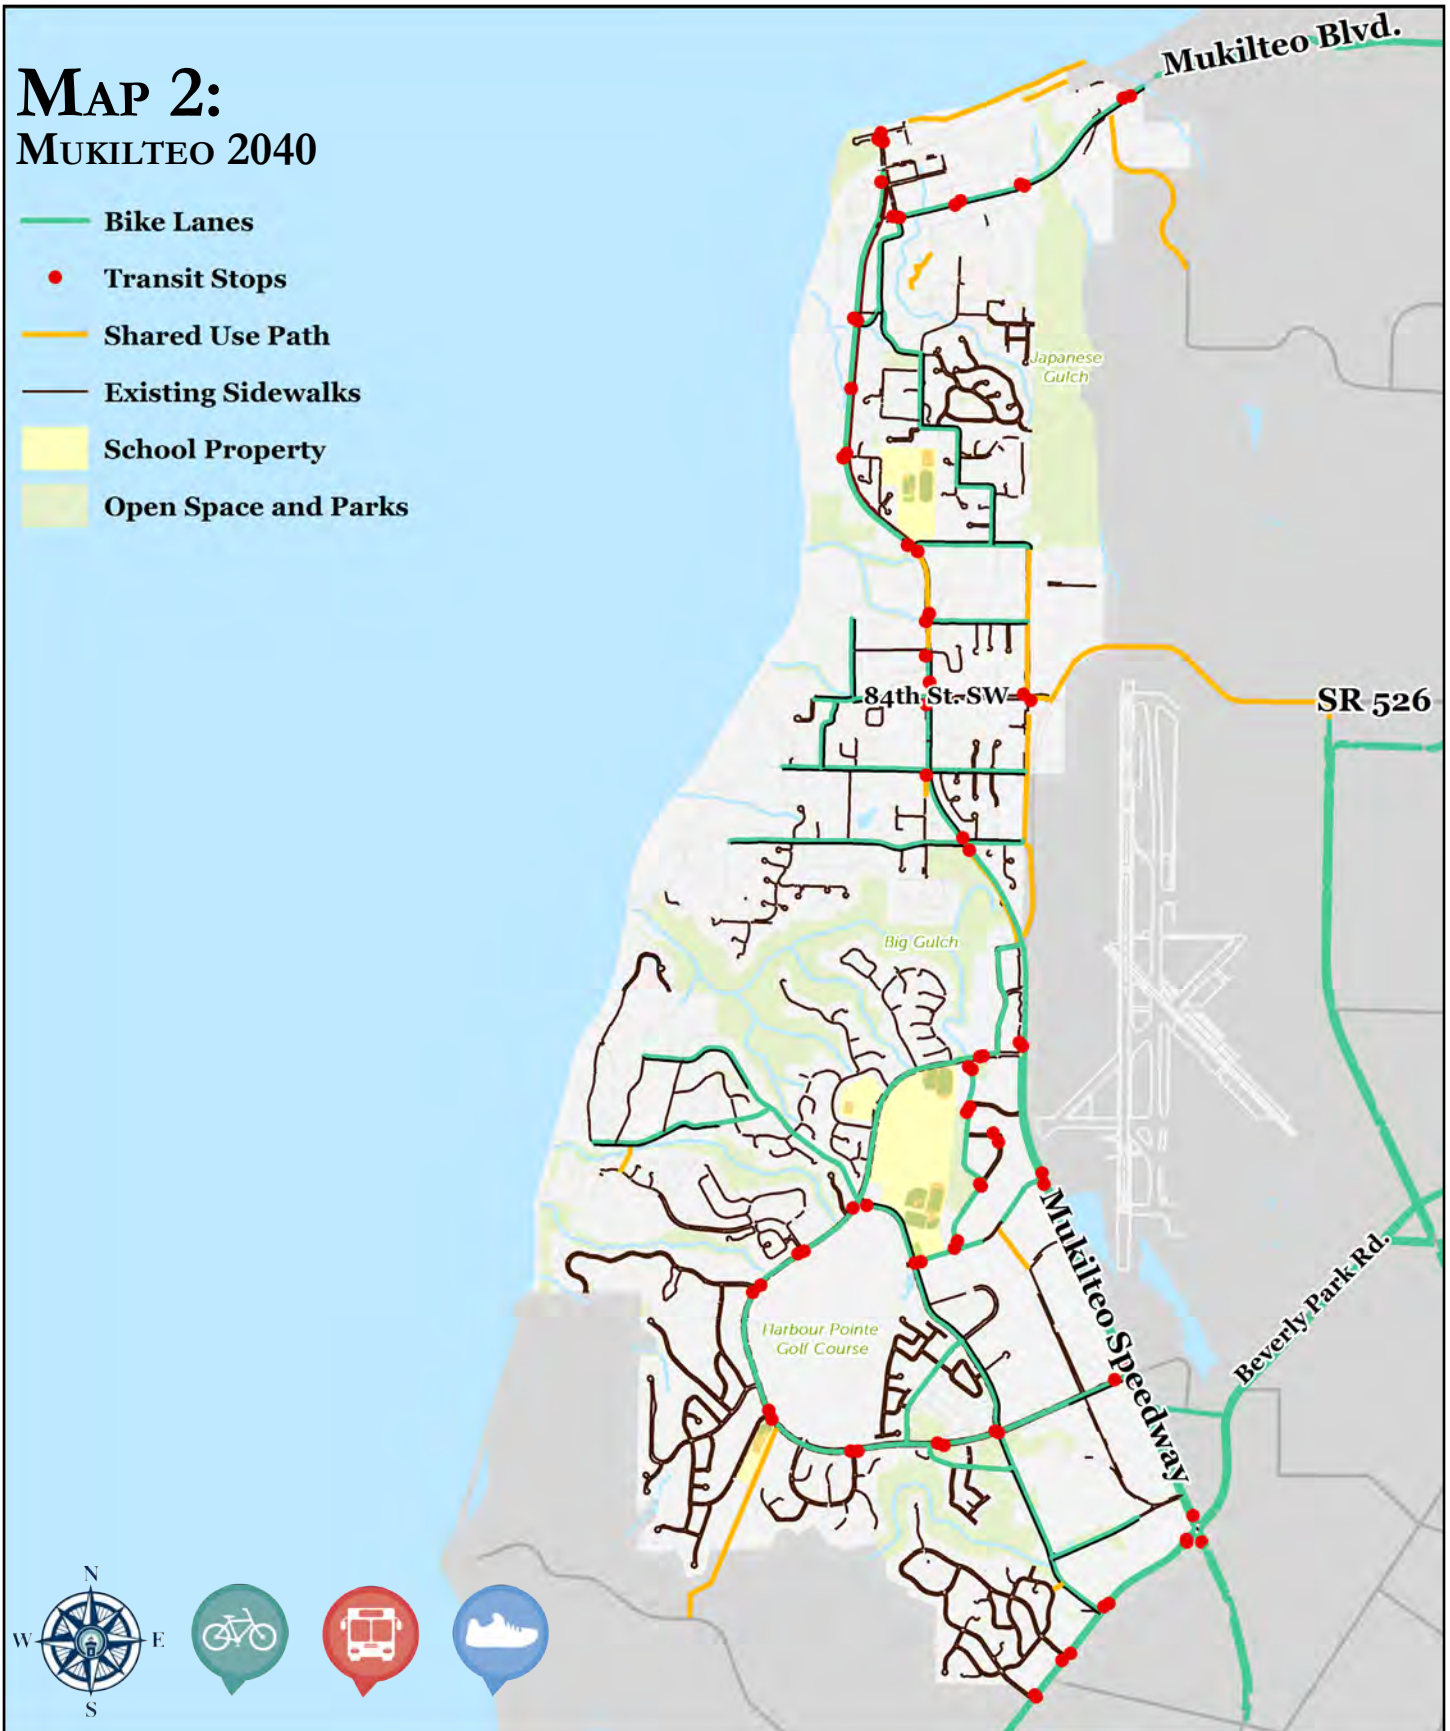 MAP 2:
MUKILTEO 2040
Bike Lanes
Transit Stops
Shared Use Path
Existing Sidewalks
School Property
Open Space and Parks
Mukilteo Blvd.
Japanese
Gulch
84th St. SW
SR 526
Big Gulch
Mukilteo Speedway
Beverly Park Rd.
Harbour Pointe
Golf Course
N
W
E
S